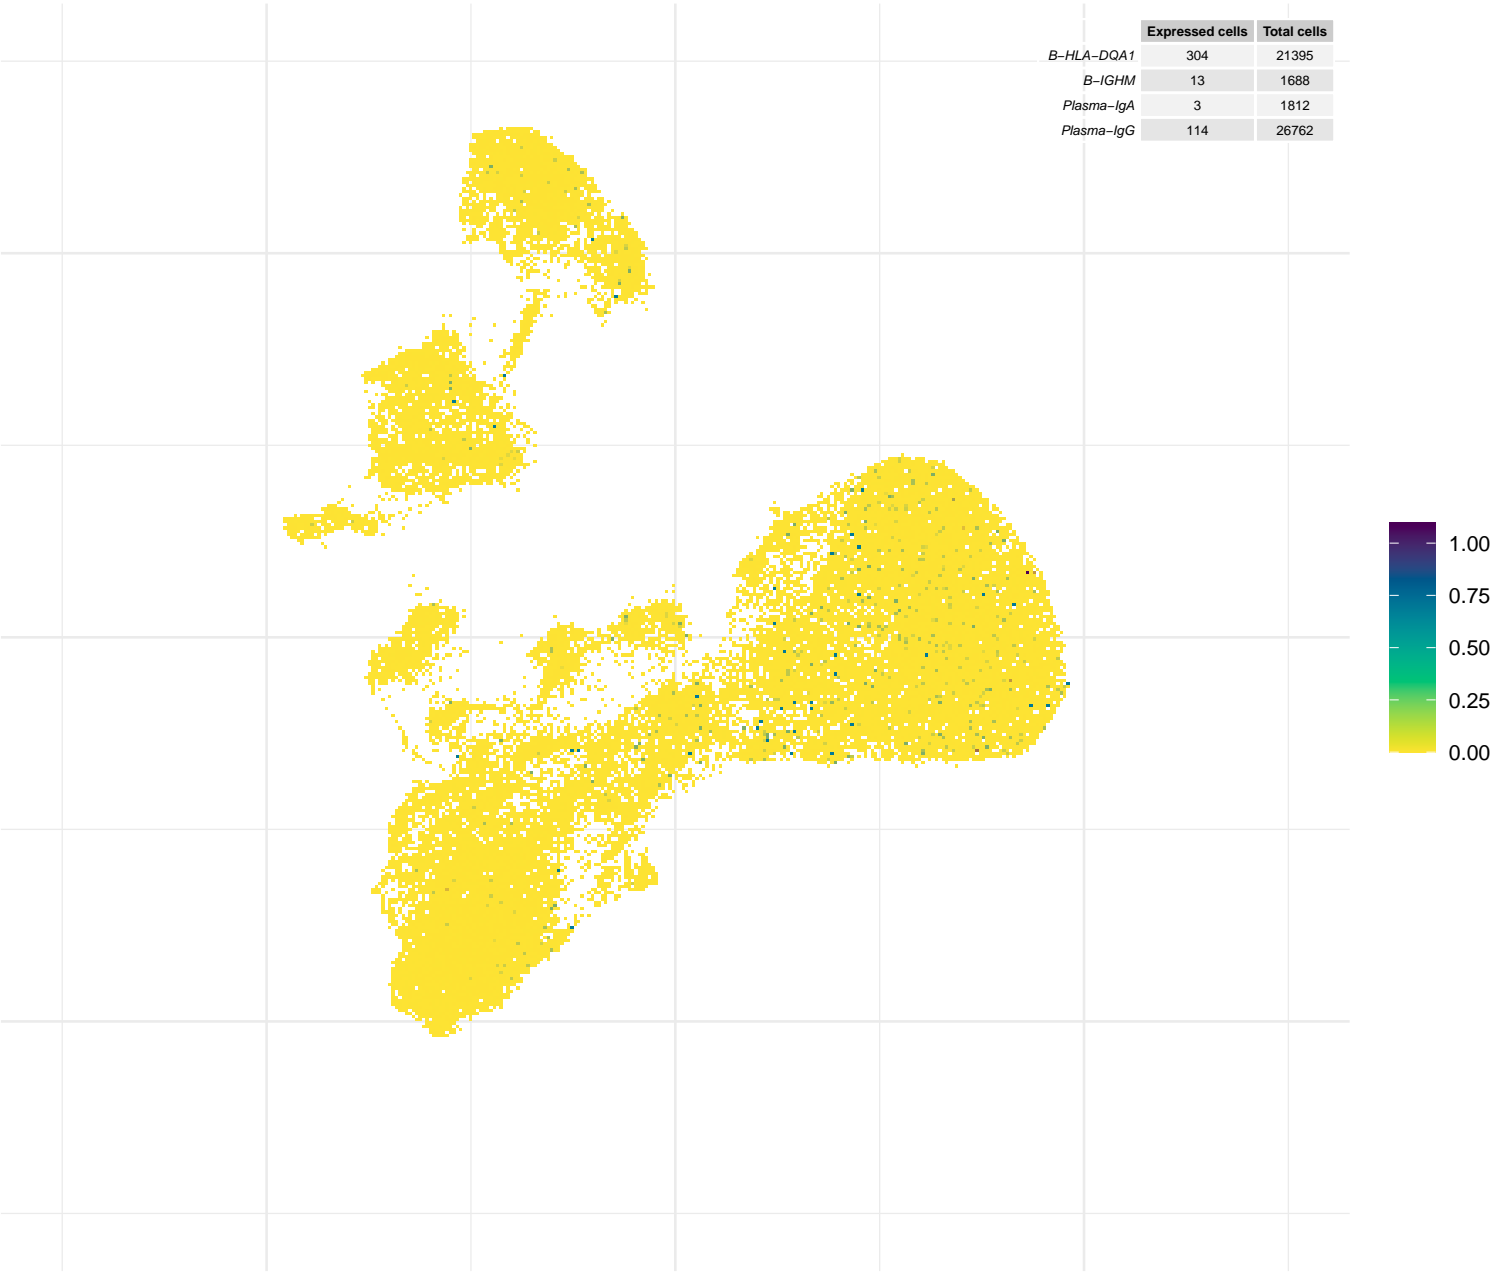 Expressed cells Total cells
B−HLA−DQA1 304 21395
B−IGHM 13 1688
Plasma−IgA 3 1812
Plasma−IgG 114 26762
1.00
0.75
0.50
0.25
0.00